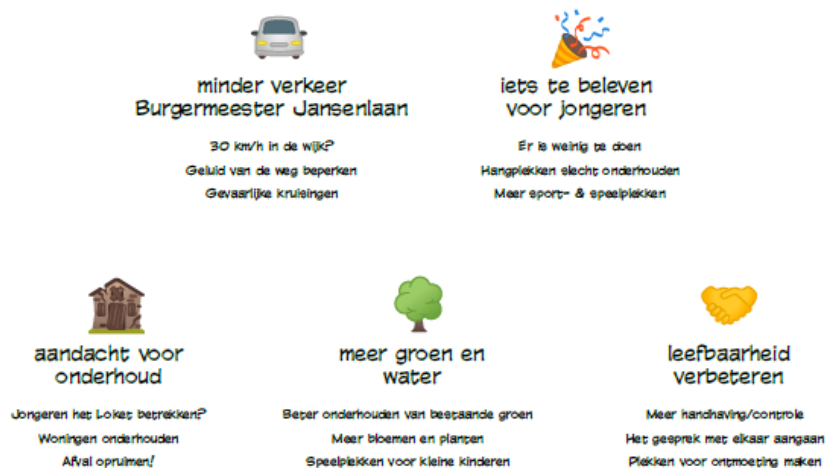 minder verkeer
Burgermeester Jansenlaan
30 km/h in de wijk?
Geluid van de weg beperken
Gevaarlijke kruisingen
iets te beleven
voor jongeren
Er is weinig te doen
Hangplekken slecht onderhouden
Meer sport- & speelplekken
aandacht voor
onderhoud
Jongeren het Loket betrekken?
Woningen onderhouden
Afval opruimen!
meer groen en
water
Beter onderhouden van bestaande groen
Meer bloemen en planten
Speelplekken voor kleine kinderen
leefbaarheid
verbeteren
Meer handhaving/controle
Het gesprek met elkaar aangaan
Plekken voor ontmoeting maken